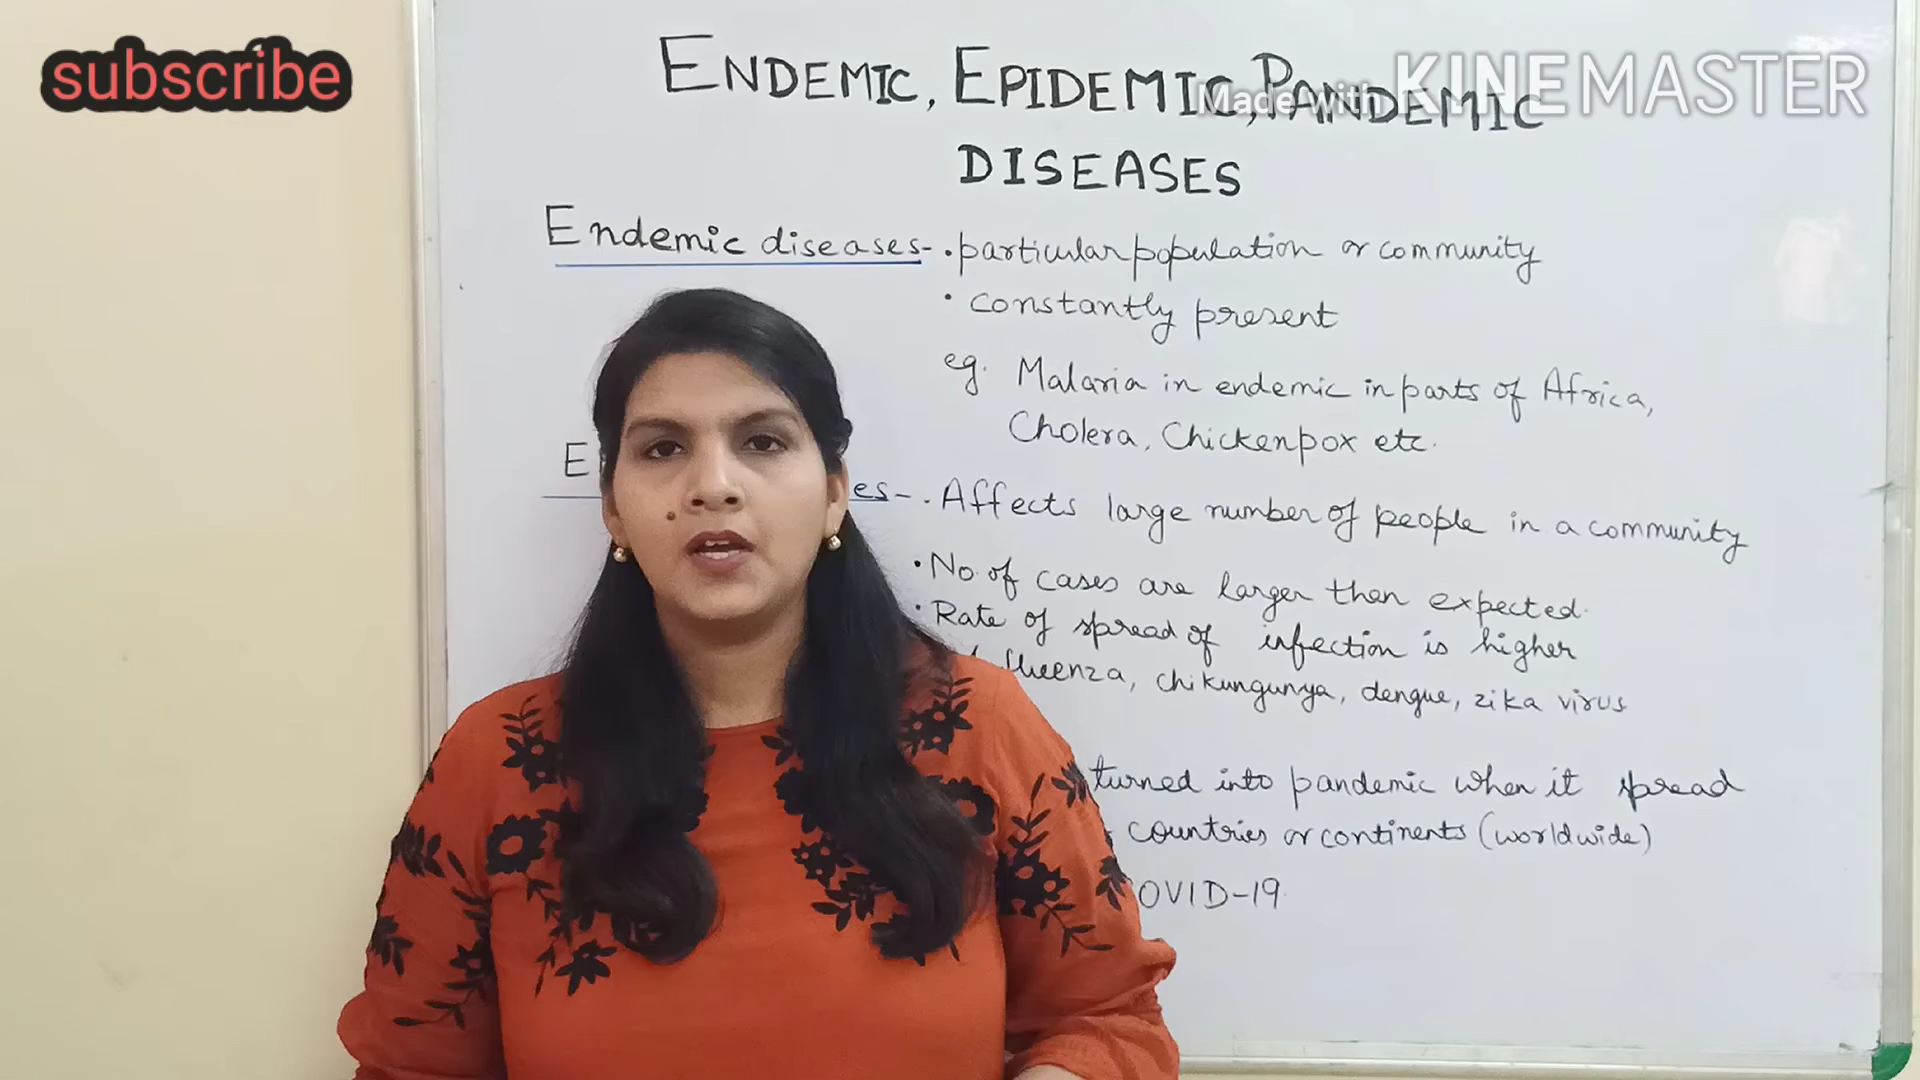 subscribe
ENDEMIC, EPIDEMIC, PANDEMIC
Made with KINEMASTER
DISEASES
Endemic diseases- • particular population or community
• constantly present
eg. Malaria in endemic in parts of Africa,
Cholera, Chickenpox etc.
es- • Affects large number of people in a community
• No. of cases are larger than expected.
• Rate of spread of infection is higher
fluenza, chikungunya, dengue, zika virus
turned into pandemic when it spread
countries or continents (worldwide)
OVID-19